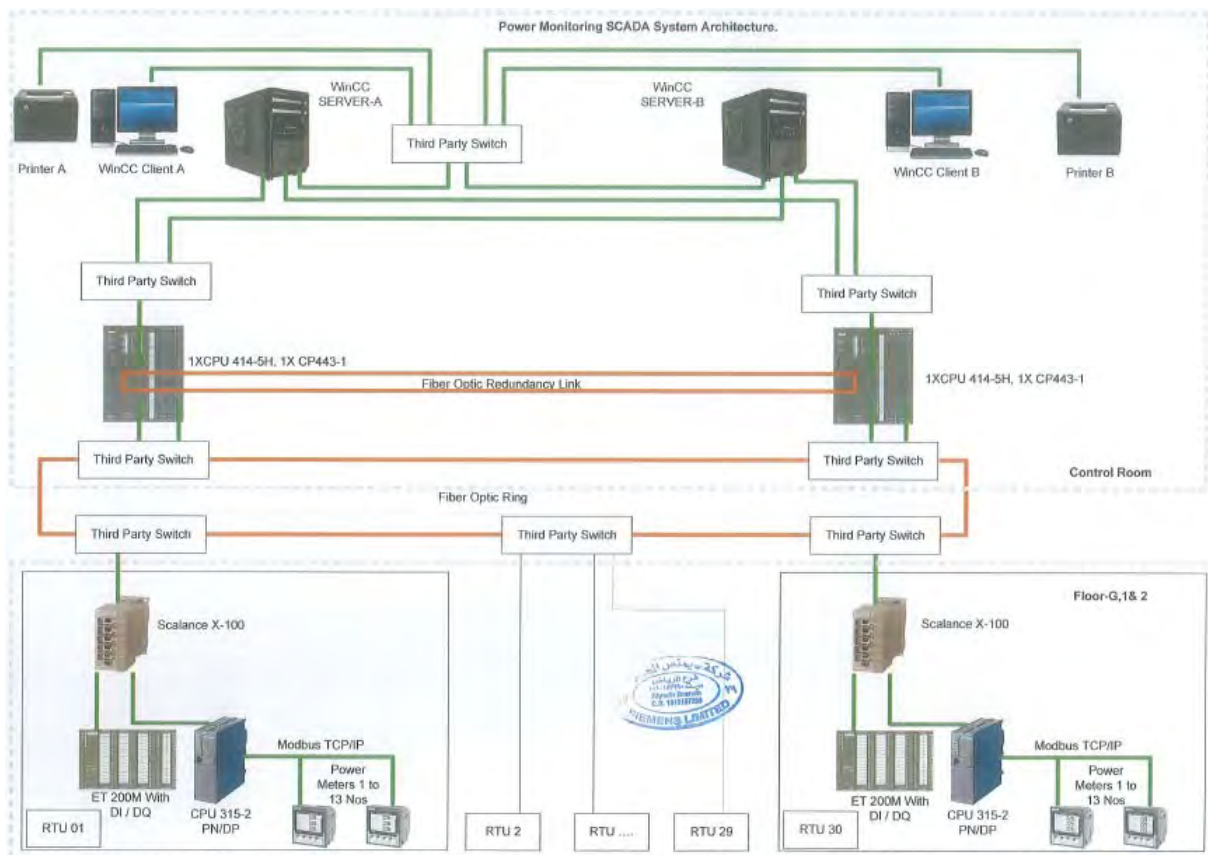 Power Monitoring SCADA System Architecture.
WinCC
SERVER-A
WinCC
SERVER-B
Third Party Switch
Printer A
WinCC Client A
WinCC Client B
Printer B
Third Party Switch
Third Party Switch
1XCPU 414-5H, 1X CP443-1
Fiber Optic Redundancy Link
1XCPU 414-5H, 1X CP443-1
Third Party Switch
Third Party Switch
Control Room
Fiber Optic Ring
Third Party Switch
Third Party Switch
Third Party Switch
Floor-G,1& 2
Scalance X-100
Scalance X-100
Modbus TCP/IP
Power
Meters 1 to
13 Nos
ET 200M With
DI / DQ
CPU 315-2
PN/DP
RTU 01
RTU 2
RTU ....
RTU 29
RTU 30
Modbus TCP/IP
Power
Meters 1 to
13 Nos
ET 200M With
DI / DQ
CPU 315-2
PN/DP
شركة
Riyadh Branch
SIEMENS LIMITED